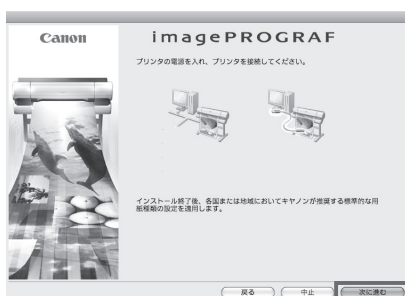 Canon
imagePROGRAF
プリンタの電源を入れ、プリンタを接続してください。
インストール終了後、各国または地域においてキヤノンが推奨する標準的な用
紙種類の設定を適用します。
戻る
中止
次に進む